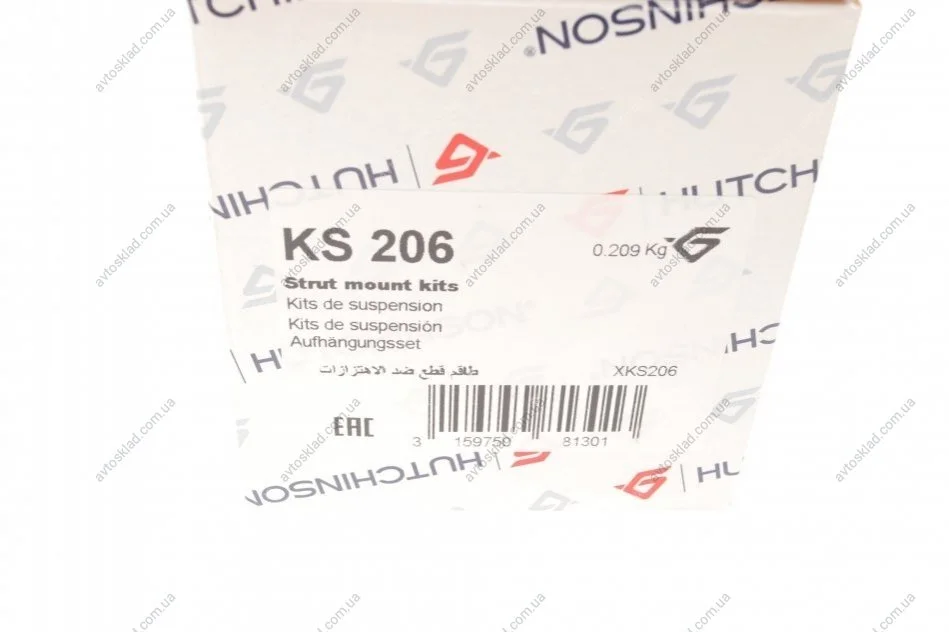 HUTCHINSON®
HUTCHINSON
HUTCH
KS 206
0.209 Kg
Strut mount kits
Kits de suspension
Kits de suspensión
Aufhängungsset
طاقم قطع ضد الاهتزازات
XKS206
EAC
3 159750 81301
HUTCHINSON
HU
avtosklad.com.ua